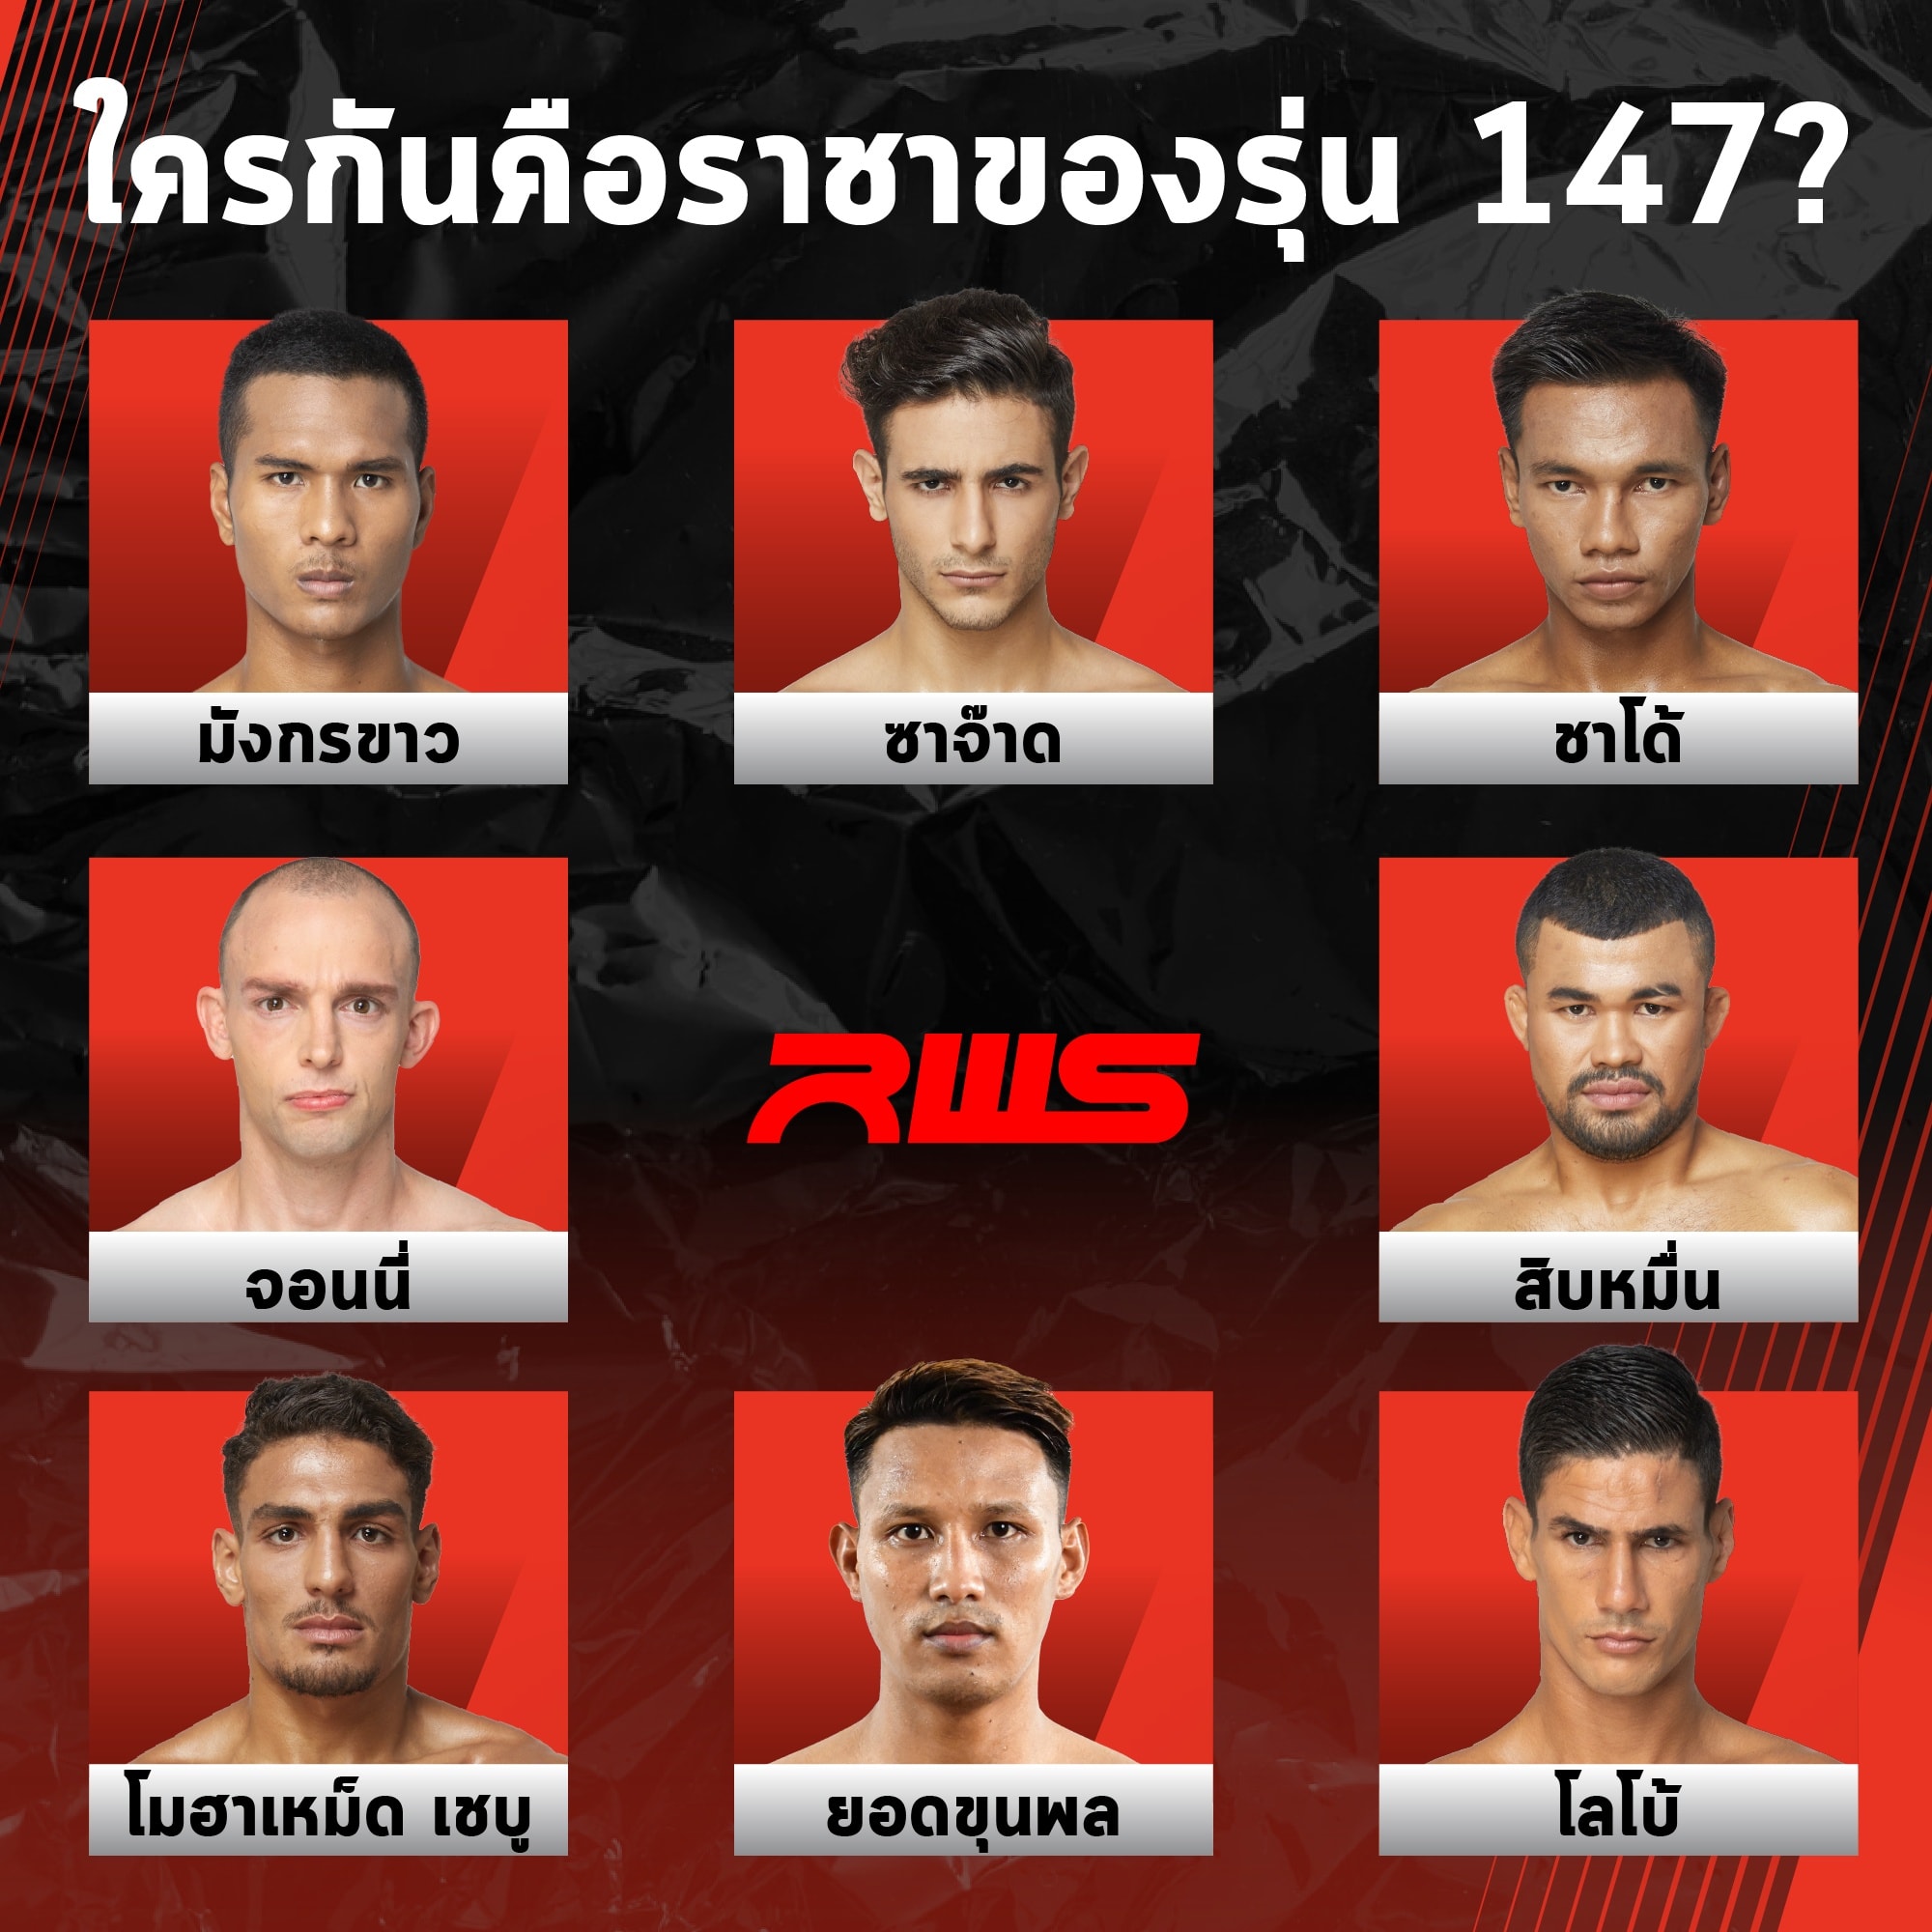 ใครกันคือราชาของรุ่น 147?
มังกรขาว
ซาจ๊าด
ชาโด้
จอนนี่
RWS
สิบหมื่น
โมฮาเหม็ด เชบู
ยอดขุนพล
โลโบ้